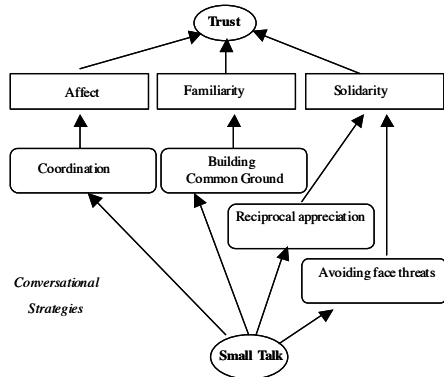 Trust
Affect
Familiarity
Solidarity
Coordination
Building
Common Ground
Reciprocal appreciation
Avoiding face threats
Conversational
Strategies
Small Talk